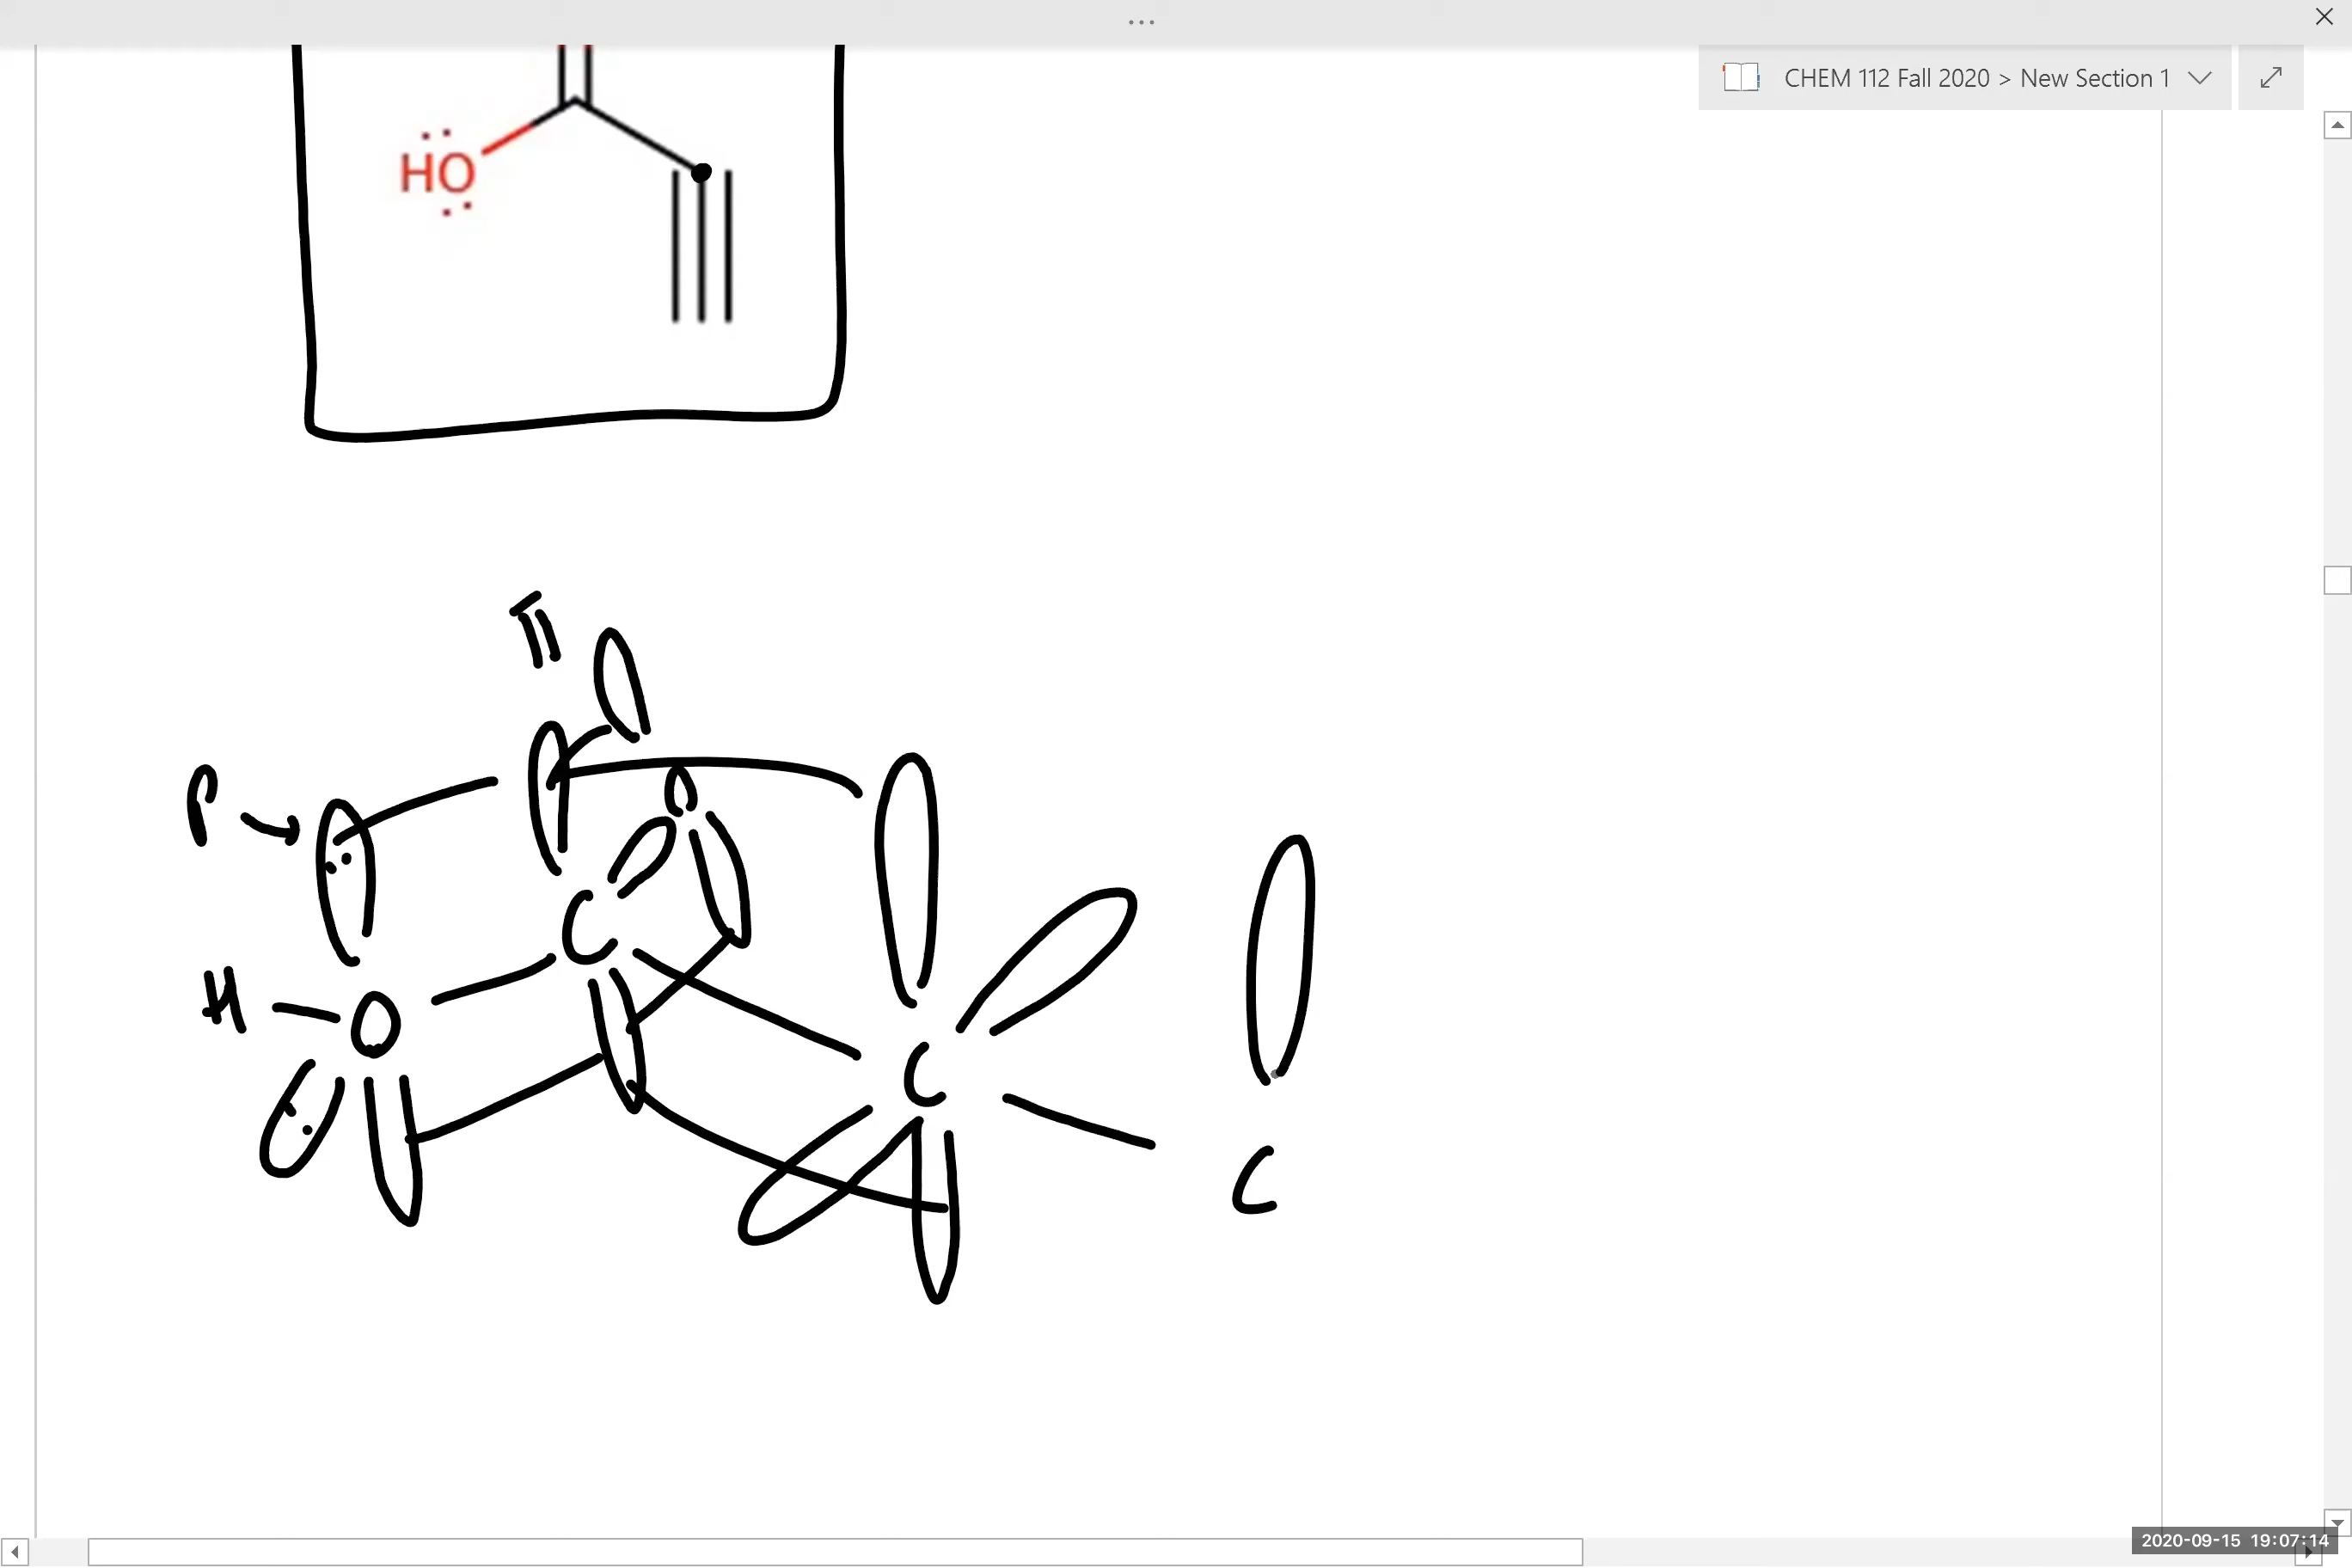 ...
CHEM 112 Fall 2020 > New Section 1
HO
π
P
O
C
H
O
C
C
2020-09-15 19:07:14